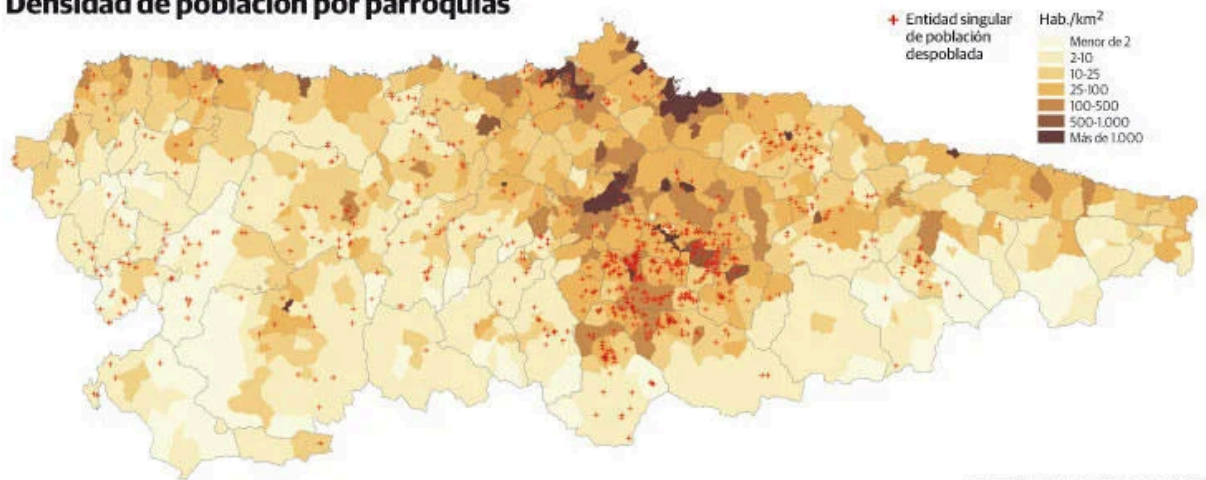 Densidad de población por parroquias
+ Entidad singular
de población
despoblada
Hab./km²
Menor de 2
2-10
10-25
25-100
100-500
500-1.000
Más de 1.000